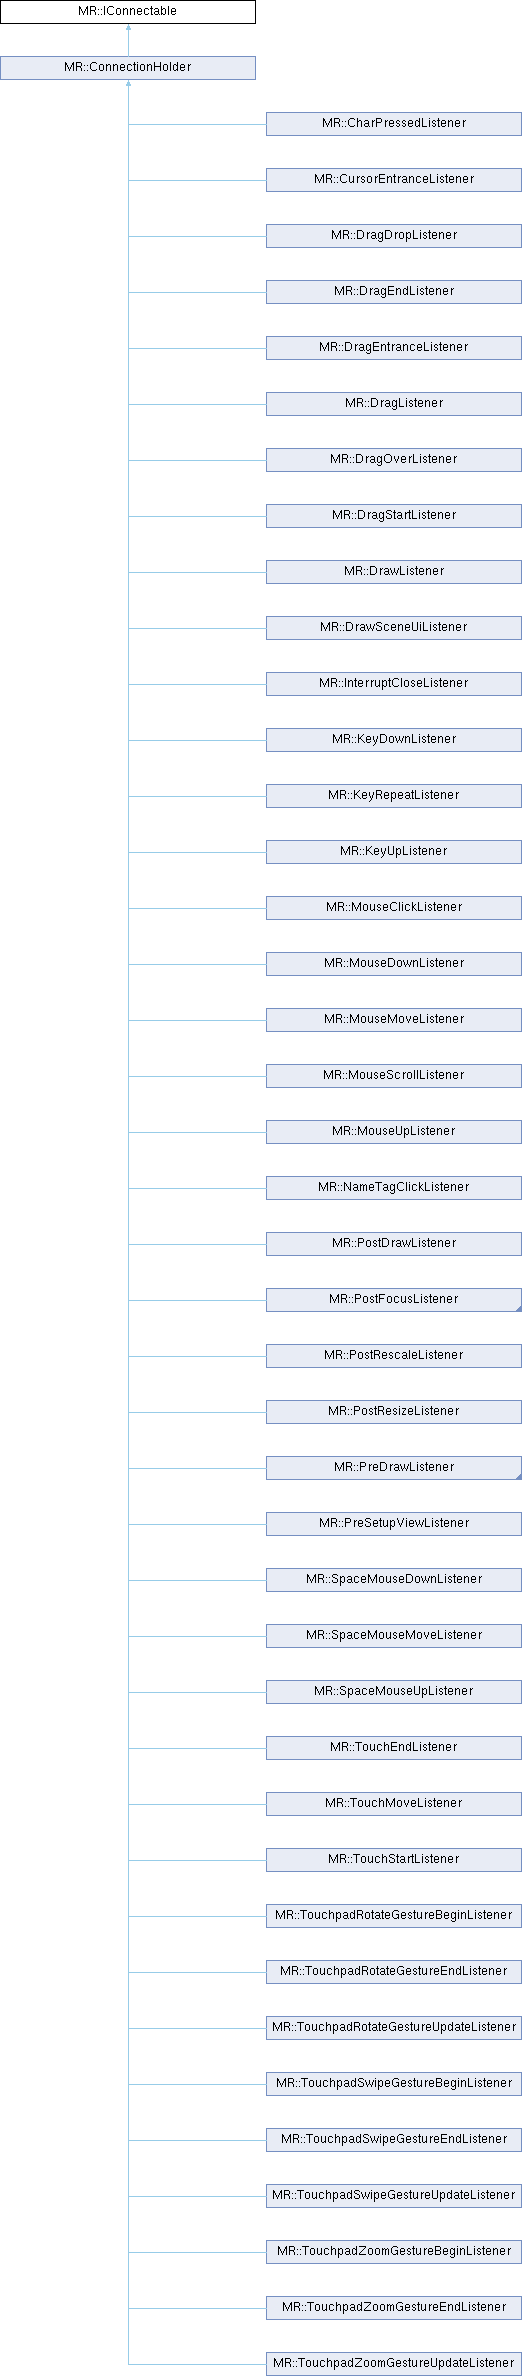 MR::IConnectable
MR::ConnectionHolder
MR::CharPressedListener
MR::CursorEntranceListener
MR::DragDropListener
MR::DragEndListener
MR::DragEntranceListener
MR::DragListener
MR::DragOverListener
MR::DragStartListener
MR::DrawListener
MR::DrawSceneUiListener
MR::InterruptCloseListener
MR::KeyDownListener
MR::KeyRepeatListener
MR::KeyUpListener
MR::MouseClickListener
MR::MouseDownListener
MR::MouseMoveListener
MR::MouseScrollListener
MR::MouseUpListener
MR::NameTagClickListener
MR::PostDrawListener
MR::PostFocusListener
MR::PostRescaleListener
MR::PostResizeListener
MR::PreDrawListener
MR::PreSetupViewListener
MR::SpaceMouseDownListener
MR::SpaceMouseMoveListener
MR::SpaceMouseUpListener
MR::TouchEndListener
MR::TouchMoveListener
MR::TouchStartListener
MR::TouchpadRotateGestureBeginListener
MR::TouchpadRotateGestureEndListener
MR::TouchpadRotateGestureUpdateListener
MR::TouchpadSwipeGestureBeginListener
MR::TouchpadSwipeGestureEndListener
MR::TouchpadSwipeGestureUpdateListener
MR::TouchpadZoomGestureBeginListener
MR::TouchpadZoomGestureEndListener
MR::TouchpadZoomGestureUpdateListener